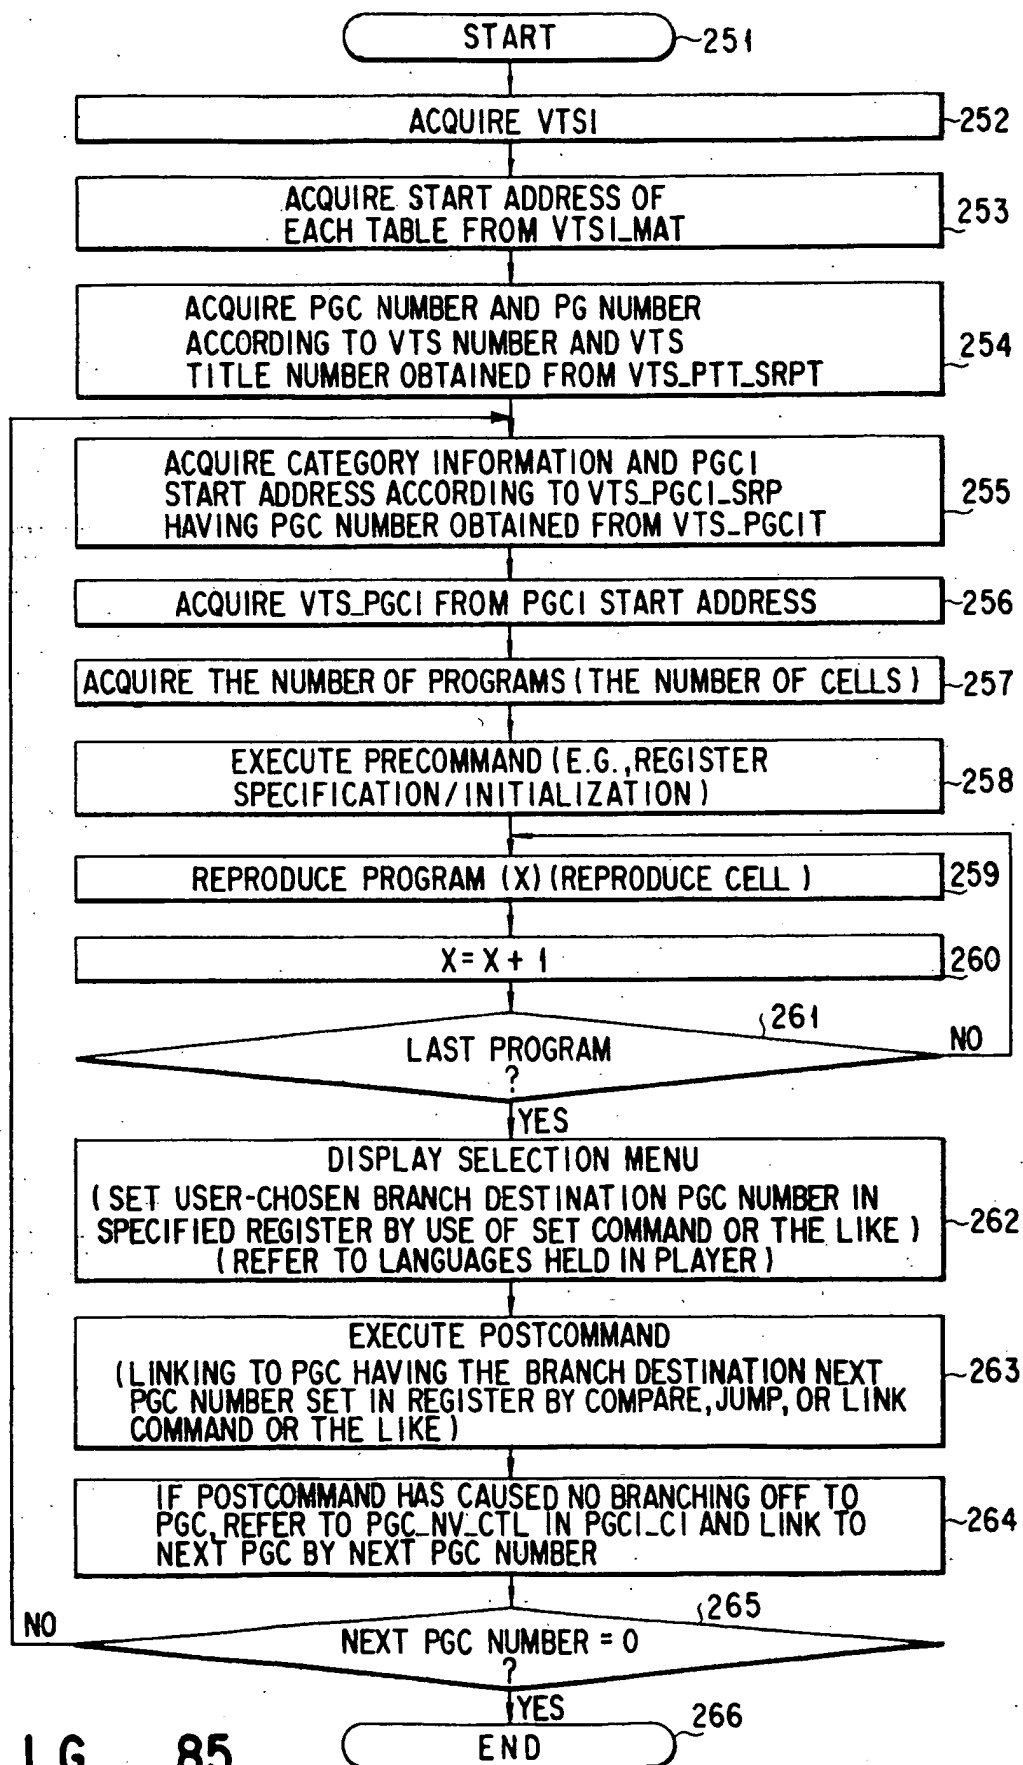 START
251
ACQUIRE VTSI
252
ACQUIRE START ADDRESS OF
EACH TABLE FROM VTSI_MAT
253
ACQUIRE PGC NUMBER AND PG NUMBER
ACCORDING TO VTS NUMBER AND VTS
TITLE NUMBER OBTAINED FROM VTS_PTT_SRPT
254
ACQUIRE CATEGORY INFORMATION AND PGCI
START ADDRESS ACCORDING TO VTS_PGCI_SRP
HAVING PGC NUMBER OBTAINED FROM VTS_PGCIT
255
ACQUIRE VTS_PGCI FROM PGCI START ADDRESS
256
ACQUIRE THE NUMBER OF PROGRAMS (THE NUMBER OF CELLS)
257
EXECUTE PRECOMMAND (E.G., REGISTER
SPECIFICATION/INITIALIZATION)
258
REPRODUCE PROGRAM (X) (REPRODUCE CELL)
259
X = X + 1
260
261
LAST PROGRAM
?
NO
YES
DISPLAY SELECTION MENU
(SET USER-CHOSEN BRANCH DESTINATION PGC NUMBER IN
SPECIFIED REGISTER BY USE OF SET COMMAND OR THE LIKE)
(REFER TO LANGUAGES HELD IN PLAYER)
262
EXECUTE POSTCOMMAND
(LINKING TO PGC HAVING THE BRANCH DESTINATION NEXT
PGC NUMBER SET IN REGISTER BY COMPARE, JUMP, OR LINK
COMMAND OR THE LIKE)
263
IF POSTCOMMAND HAS CAUSED NO BRANCHING OFF TO
PGC, REFER TO PGC_NV_CTL IN PGCI_CI AND LINK TO
NEXT PGC BY NEXT PGC NUMBER
264
265
NO
NEXT PGC NUMBER = 0
?
YES
END
266
I G. 85